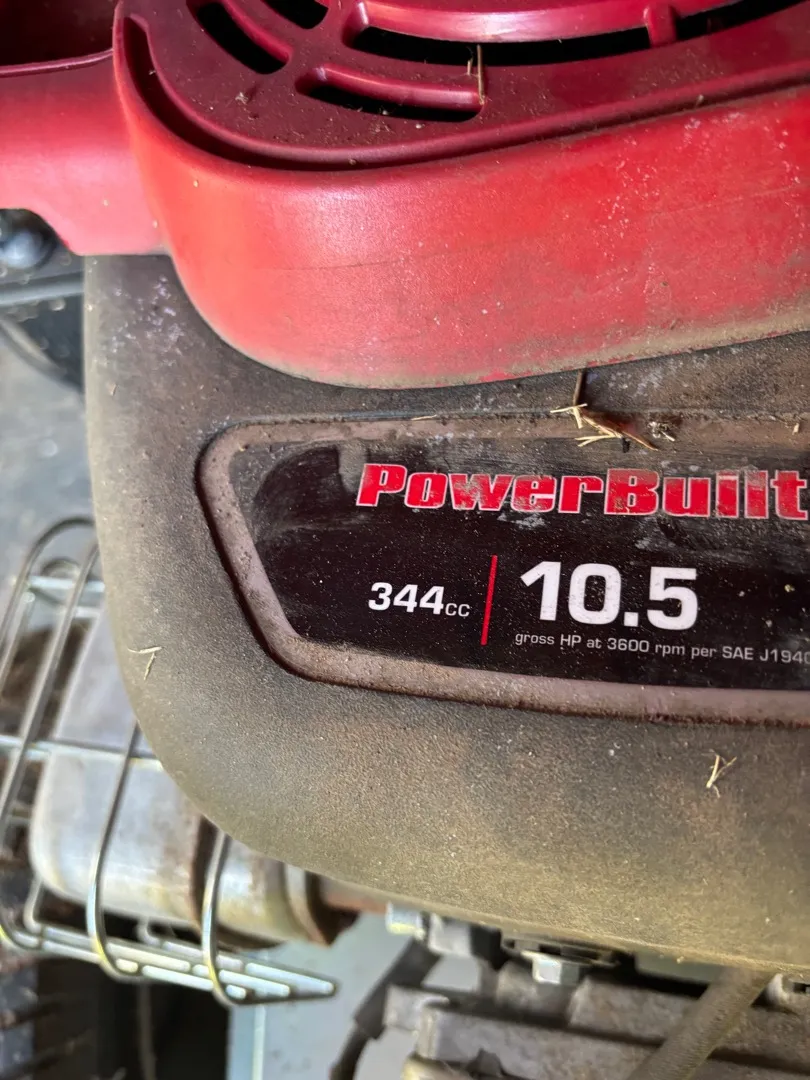 PowerBuilt
344cc
10.5
gross HP at 3600 rpm per SAE J1940